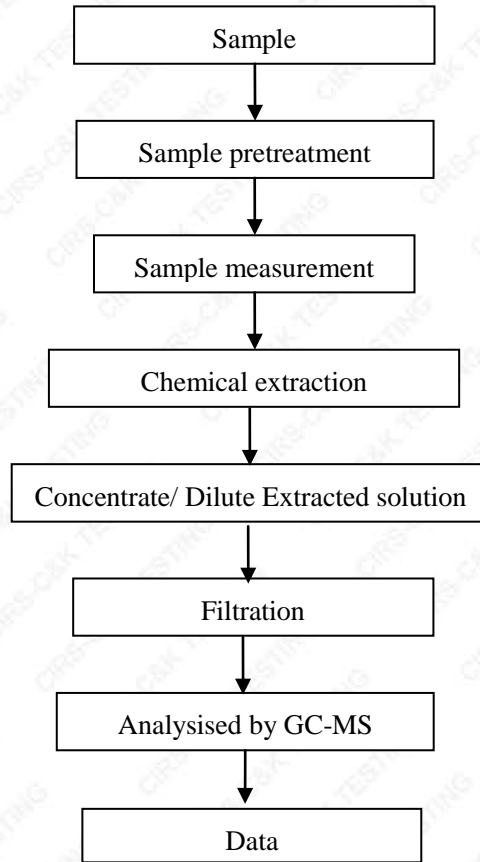 Sample
Sample pretreatment
Sample measurement
Chemical extraction
Concentrate/ Dilute Extracted solution
Filtration
Analysised by GC-MS
Data